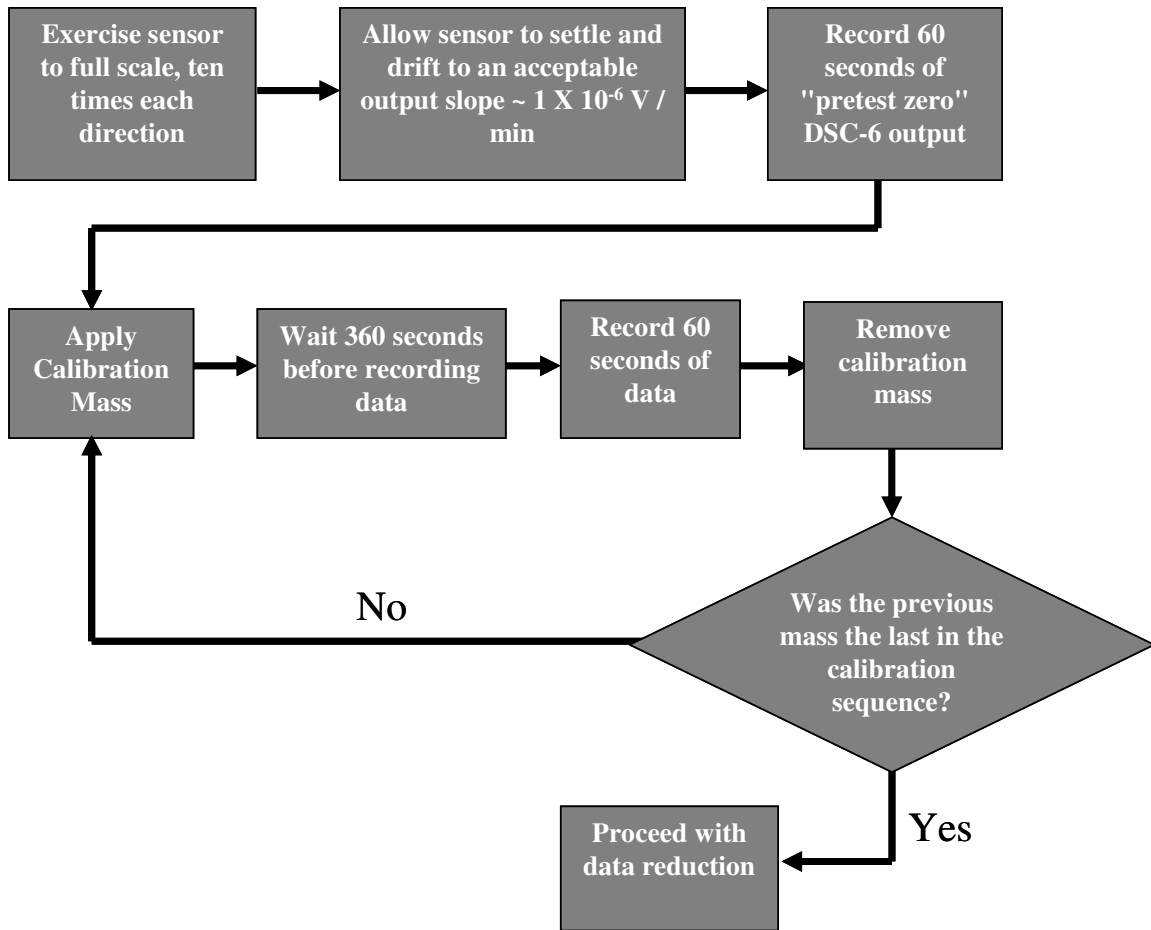 Exercise sensor
to full scale, ten
times each
direction
Allow sensor to settle and
drift to an acceptable
output slope ~ 1 X 10⁻⁶ V /
min
Record 60
seconds of
"pretest zero"
DSC-6 output
Apply
Calibration
Mass
Wait 360 seconds
before recording
data
Record 60
seconds of
data
Remove
calibration
mass
Was the previous
mass the last in the
calibration
sequence?
No
Yes
Proceed with
data reduction